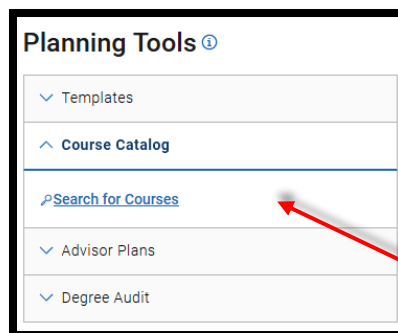 Planning Tools
Templates
Course Catalog
Search for Courses
Advisor Plans
Degree Audit